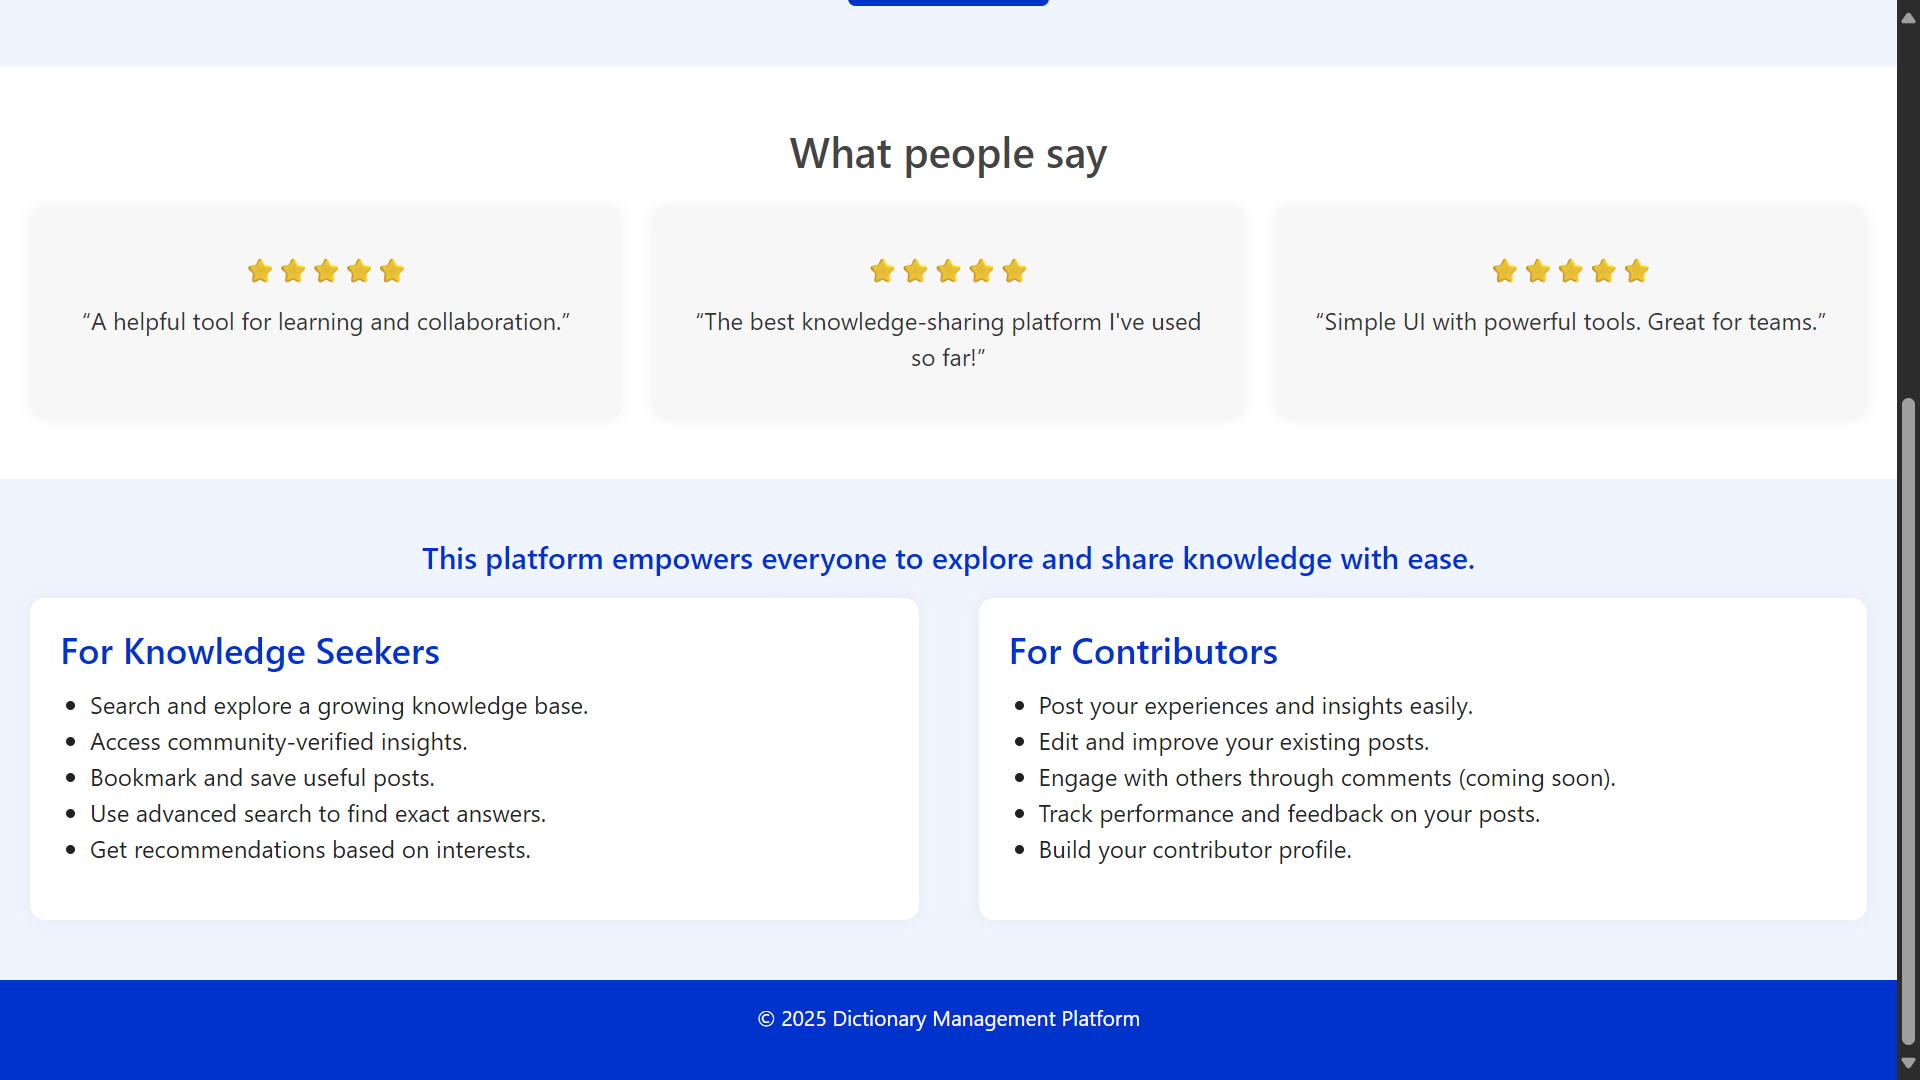 What people say
“A helpful tool for learning and collaboration.”
“The best knowledge-sharing platform I've used
so far!”
“Simple UI with powerful tools. Great for teams.”
This platform empowers everyone to explore and share knowledge with ease.
For Knowledge Seekers
• Search and explore a growing knowledge base.
• Access community-verified insights.
• Bookmark and save useful posts.
• Use advanced search to find exact answers.
• Get recommendations based on interests.
For Contributors
• Post your experiences and insights easily.
• Edit and improve your existing posts.
• Engage with others through comments (coming soon).
• Track performance and feedback on your posts.
• Build your contributor profile.
© 2025 Dictionary Management Platform